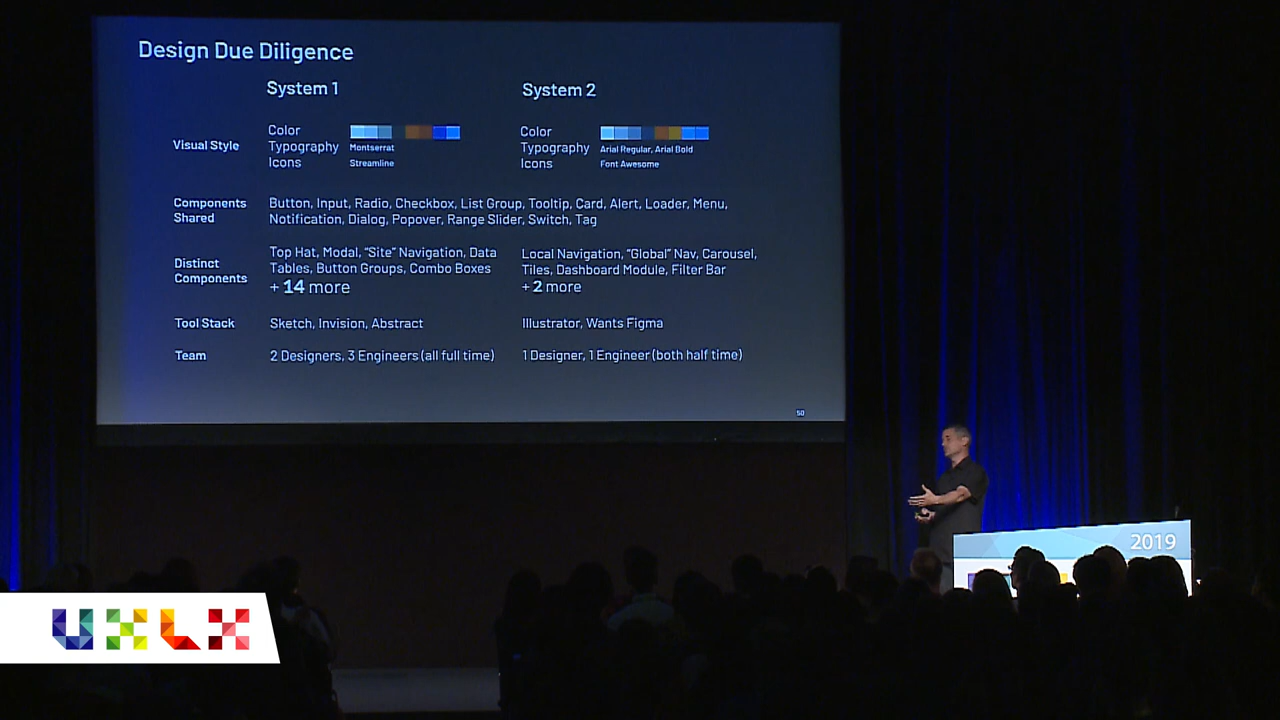 Design Due Diligence
System 1
System 2
Visual Style
Color
Typography
Icons
Montserrat
Streamline
Color
Typography
Icons
Arial Regular, Arial Bold
Font Awesome
Components
Shared
Button, Input, Radio, Checkbox, List Group, Tooltip, Card, Alert, Loader, Menu,
Notification, Dialog, Popover, Range Slider, Switch, Tag
Distinct
Components
Top Hat, Modal, “Site” Navigation, Data
Tables, Button Groups, Combo Boxes
+ 14 more
Local Navigation, “Global” Nav, Carousel,
Tiles, Dashboard Module, Filter Bar
+ 2 more
Tool Stack
Sketch, Invision, Abstract
Illustrator, Wants Figma
Team
2 Designers, 3 Engineers (all full time)
1 Designer, 1 Engineer (both half time)
50
2019
UXLX